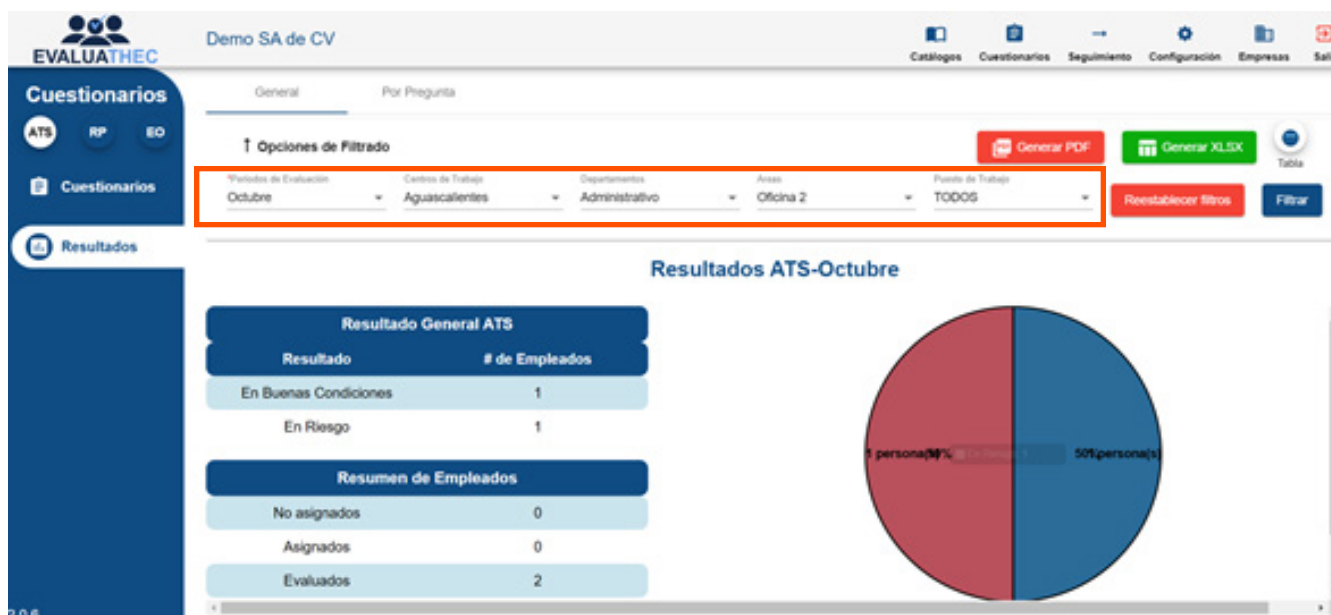 EVALUATHEC
Demo SA de CV
Catálogos Cuestionarios Seguimiento Configuración Empresas
Cuestionarios
ATS RP EO
Cuestionarios
Resultados
General Por Pregunta
↑ Opciones de Filtrado
Generar PDF Generar XLSX
Tabla
*Periodos de Evaluación Centros de Trabajo Departamentos Areas Puesto de Trabajo
Octubre Aguascalientes Administrativo Oficina 2 TODOS
Reestablecer filtros Filtrar
Resultados ATS-Octubre
Resultado General ATS
Resultado # de Empleados
En Buenas Condiciones 1
En Riesgo 1
Resumen de Empleados
No asignados 0
Asignados 0
Evaluados 2